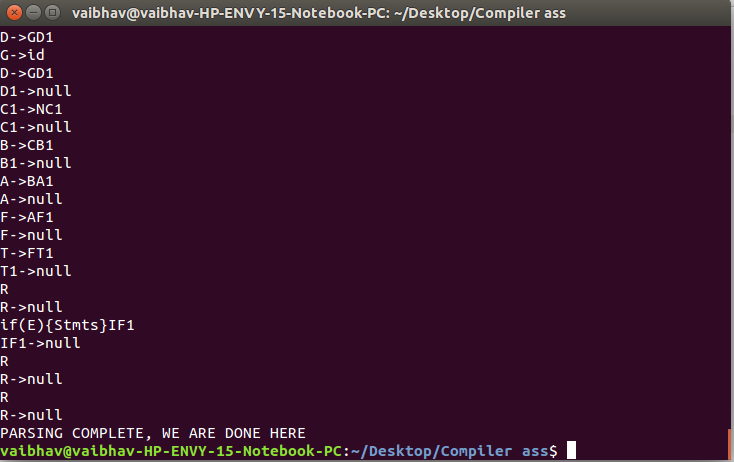 vaibhav@vaibhav-HP-ENVY-15-Notebook-PC: ~/Desktop/Compiler ass
D->GD1
G->id
D->GD1
D1->null
C1->NC1
C1->null
B->CB1
B1->null
A->BA1
A->null
F->AF1
F->null
T->FT1
T1->null
R
R->null
if(E){Stmts}IF1
IF1->null
R
R->null
R
R->null
PARSING COMPLETE, WE ARE DONE HERE
vaibhav@vaibhav-HP-ENVY-15-Notebook-PC:~/Desktop/Compiler ass$